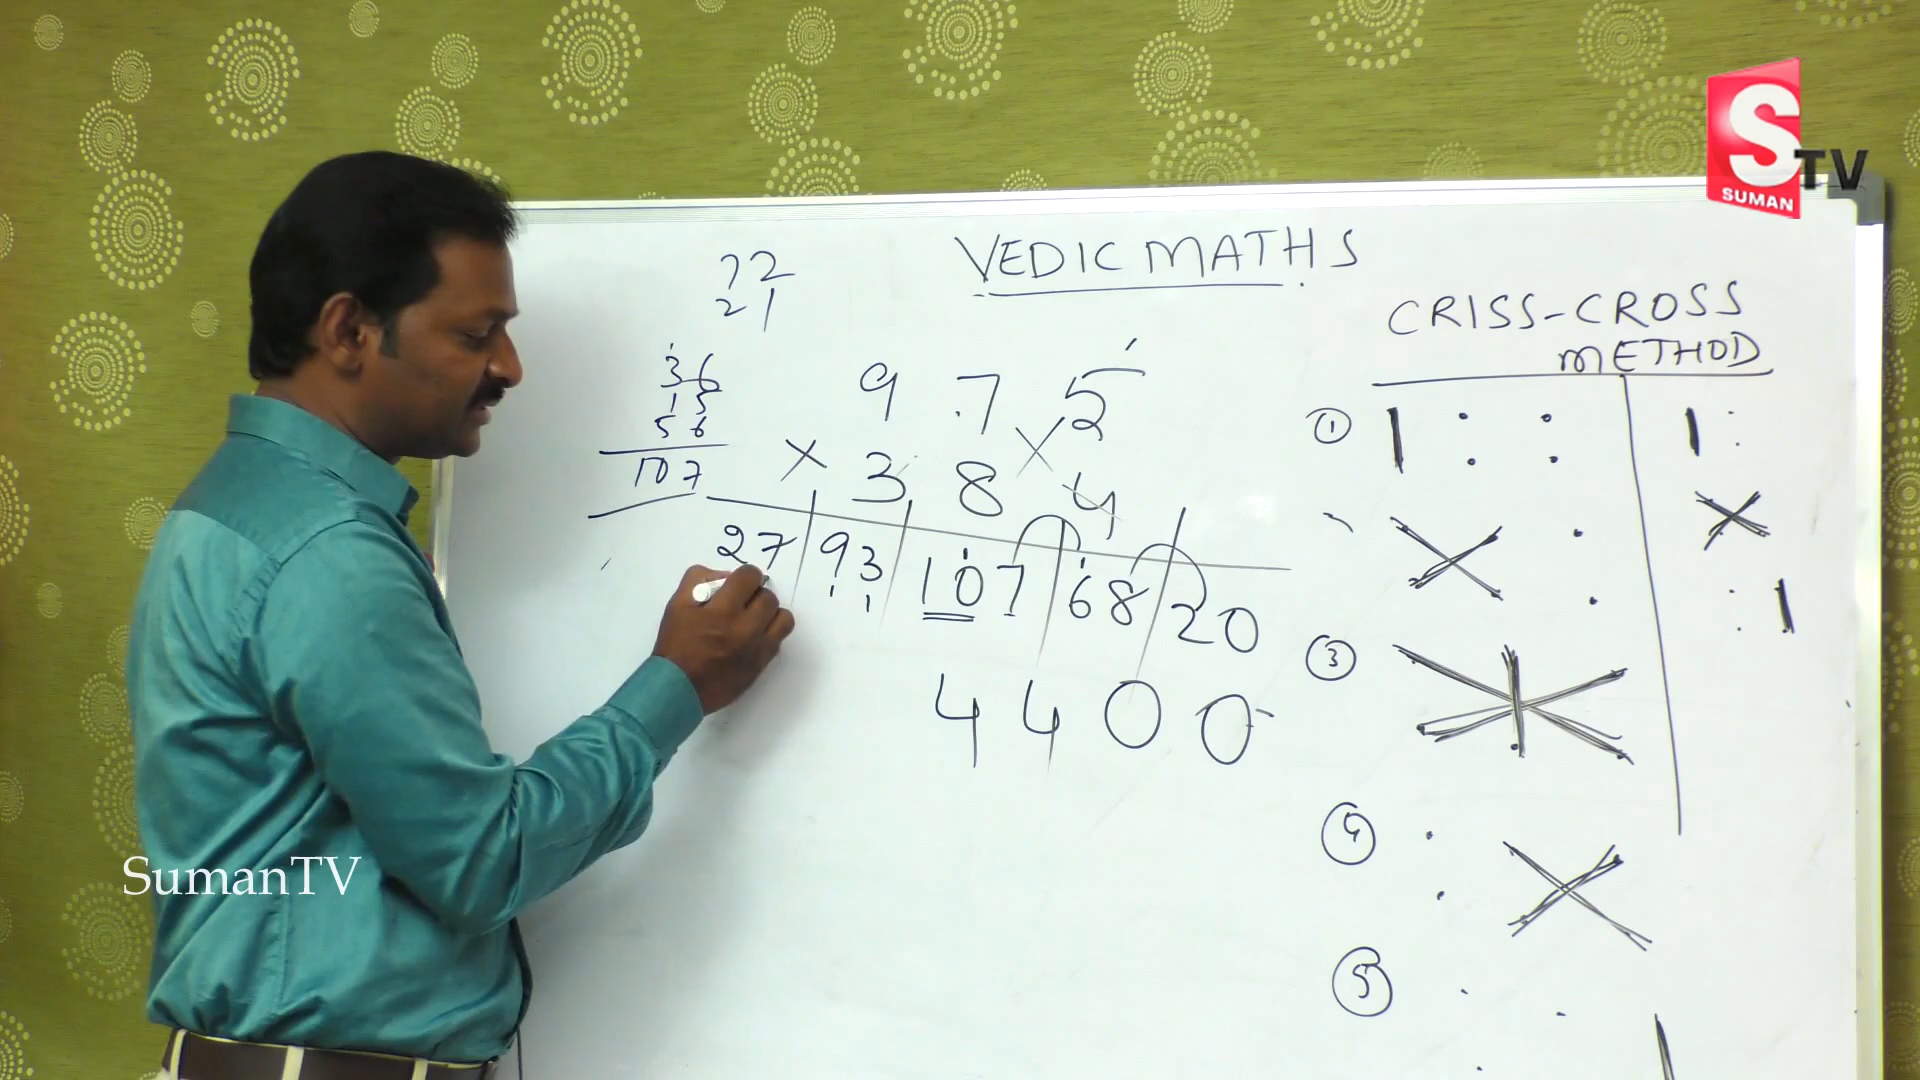 S TV
SUMAN
VEDIC MATHS
72
21
CRISS-CROSS
METHOD
36
15
56
107
9 7 5
× 3 8 4
27 | 93 | 107 | 68 | 20
4 4 0 0
1
3
4
5
SumanTV